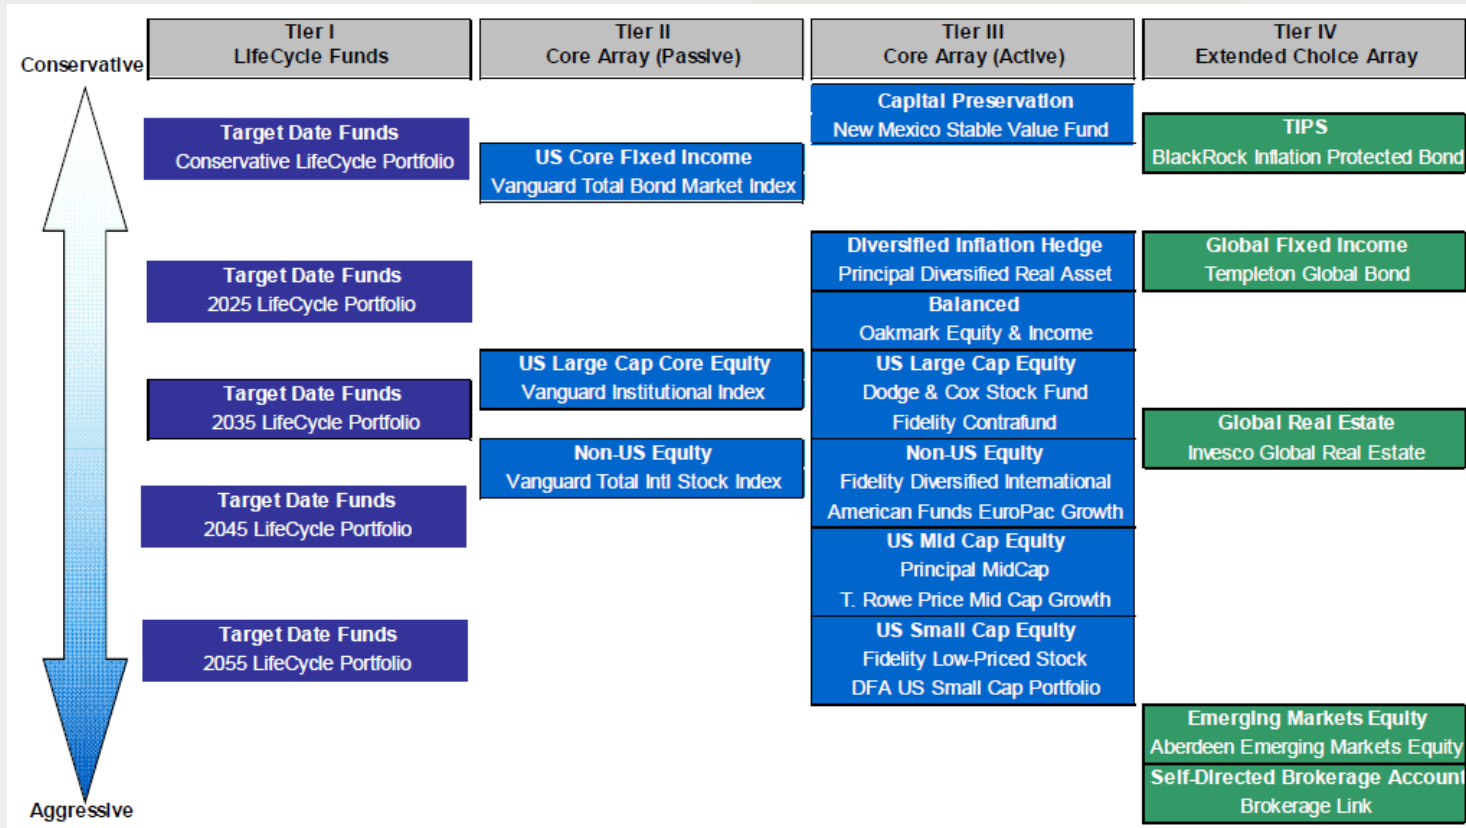 Conservative
Aggressive
Tier I
LifeCycle Funds
Target Date Funds
Conservative LifeCycle Portfolio
Target Date Funds
2025 LifeCycle Portfolio
Target Date Funds
2035 LifeCycle Portfolio
Target Date Funds
2045 LifeCycle Portfolio
Target Date Funds
2055 LifeCycle Portfolio
Tier II
Core Array (Passive)
US Core Fixed Income
Vanguard Total Bond Market Index
US Large Cap Core Equity
Vanguard Institutional Index
Non-US Equity
Vanguard Total Intl Stock Index
Tier III
Core Array (Active)
Capital Preservation
New Mexico Stable Value Fund
Diversified Inflation Hedge
Principal Diversified Real Asset
Balanced
Oakmark Equity & Income
US Large Cap Equity
Dodge & Cox Stock Fund
Fidelity Contrafund
Non-US Equity
Fidelity Diversified International
American Funds EuroPac Growth
US Mid Cap Equity
Principal MidCap
T. Rowe Price Mid Cap Growth
US Small Cap Equity
Fidelity Low-Priced Stock
DFA US Small Cap Portfolio
Tier IV
Extended Choice Array
TIPS
BlackRock Inflation Protected Bond
Global Fixed Income
Templeton Global Bond
Global Real Estate
Invesco Global Real Estate
Emerging Markets Equity
Aberdeen Emerging Markets Equity
Self-Directed Brokerage Account
Brokerage Link